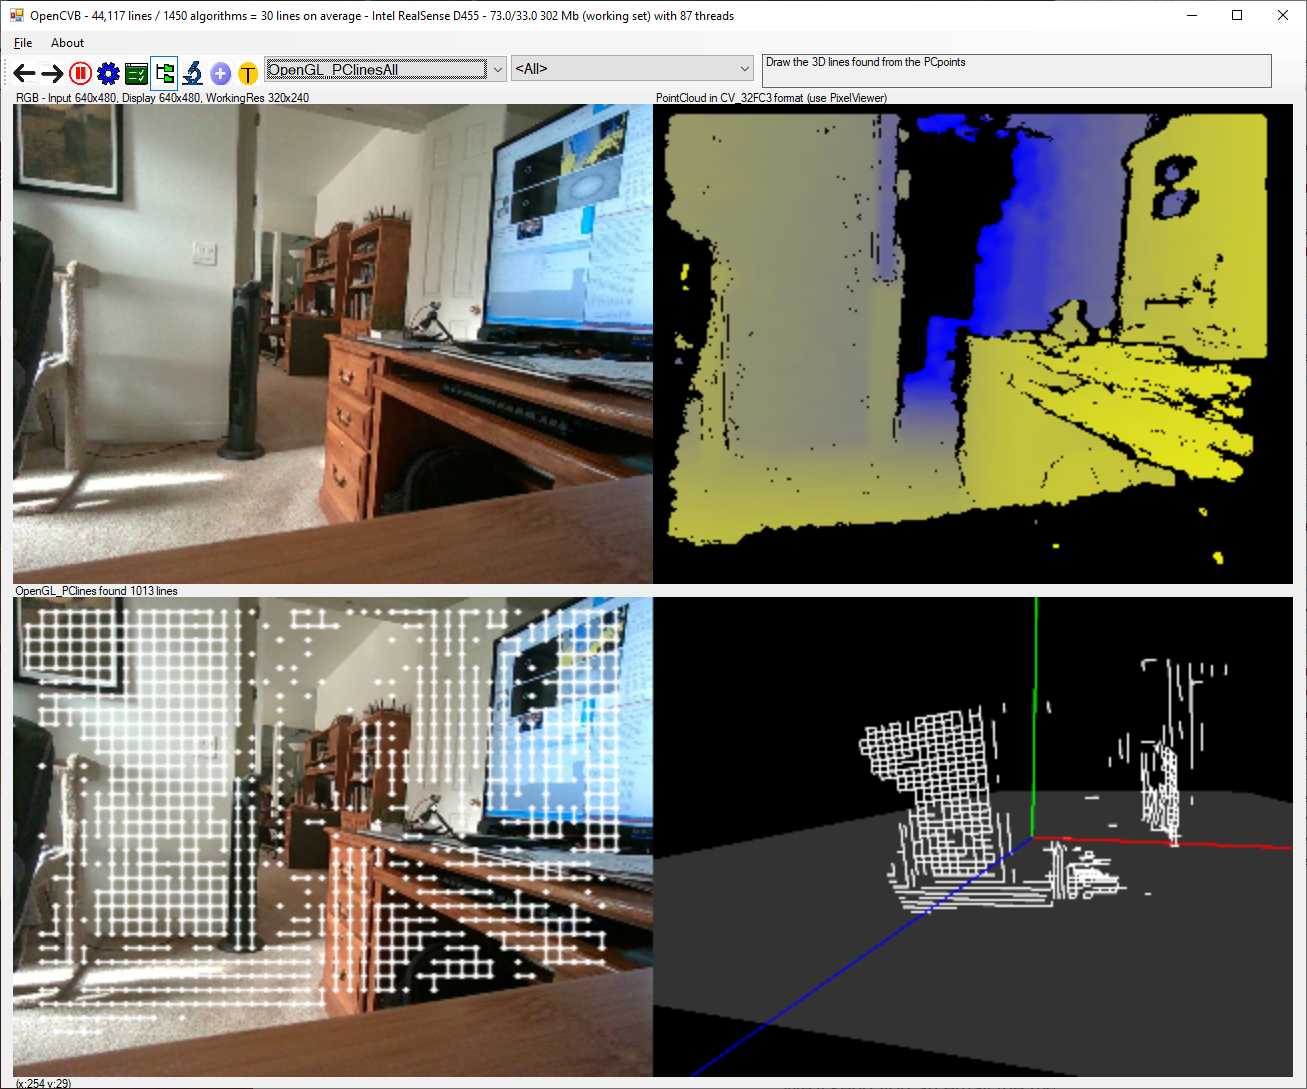 OpenCVB - 44,117 lines / 1450 algorithms = 30 lines on average - Intel RealSense D455 - 73.0/33.0 302 Mb (working set) with 87 threads
File About
T OpenGL_PClinesAll <All> Draw the 3D lines found from the PCpoints
RGB - Input 640x480, Display 640x480, WorkingRes 320x240
PointCloud in CV_32FC3 format (use PixelViewer)
OpenGL_PClines found 1013 lines
(x:254 y:29)